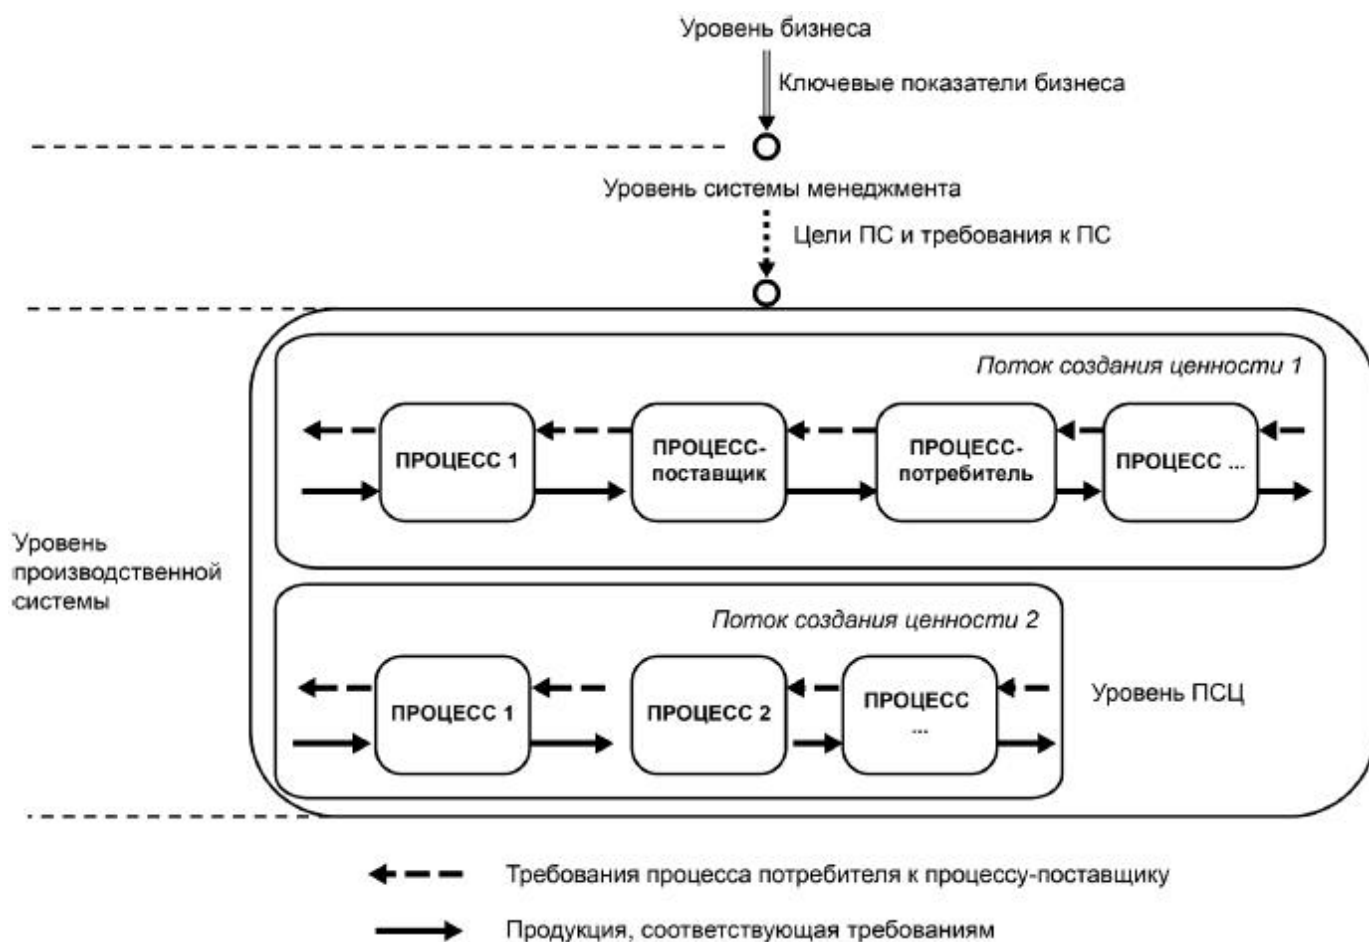 Уровень бизнеса
Ключевые показатели бизнеса
Уровень системы менеджмента
Цели ПС и требования к ПС
Поток создания ценности 1
ПРОЦЕСС 1
ПРОЦЕСС-
поставщик
ПРОЦЕСС-
потребитель
ПРОЦЕСС ...
Уровень
производственной
системы
Поток создания ценности 2
ПРОЦЕСС 1
ПРОЦЕСС 2
ПРОЦЕСС
...
Уровень ПСЦ
Требования процесса потребителя к процессу-поставщику
Продукция, соответствующая требованиям